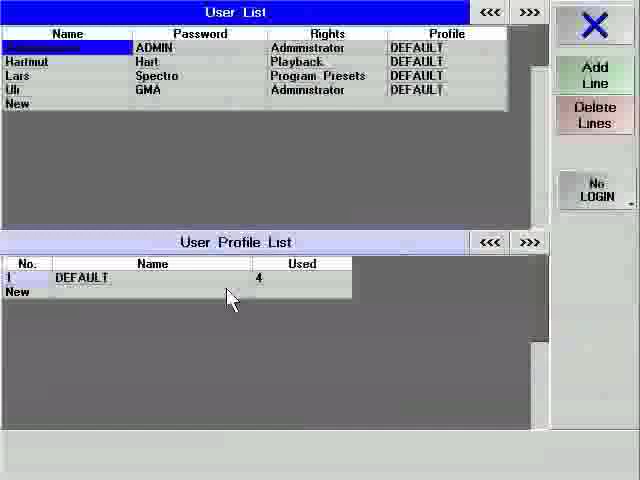 User List <<< >>>
Name Password Rights Profile
ADMIN Administrator DEFAULT
Hartmut Hart Playback DEFAULT
Lars Spectro Program Presets DEFAULT
Uli GMA Administrator DEFAULT
New
Add
Line
Delete
Lines
No
LOGIN
User Profile List <<< >>>
No. Name Used
1 DEFAULT 4
New